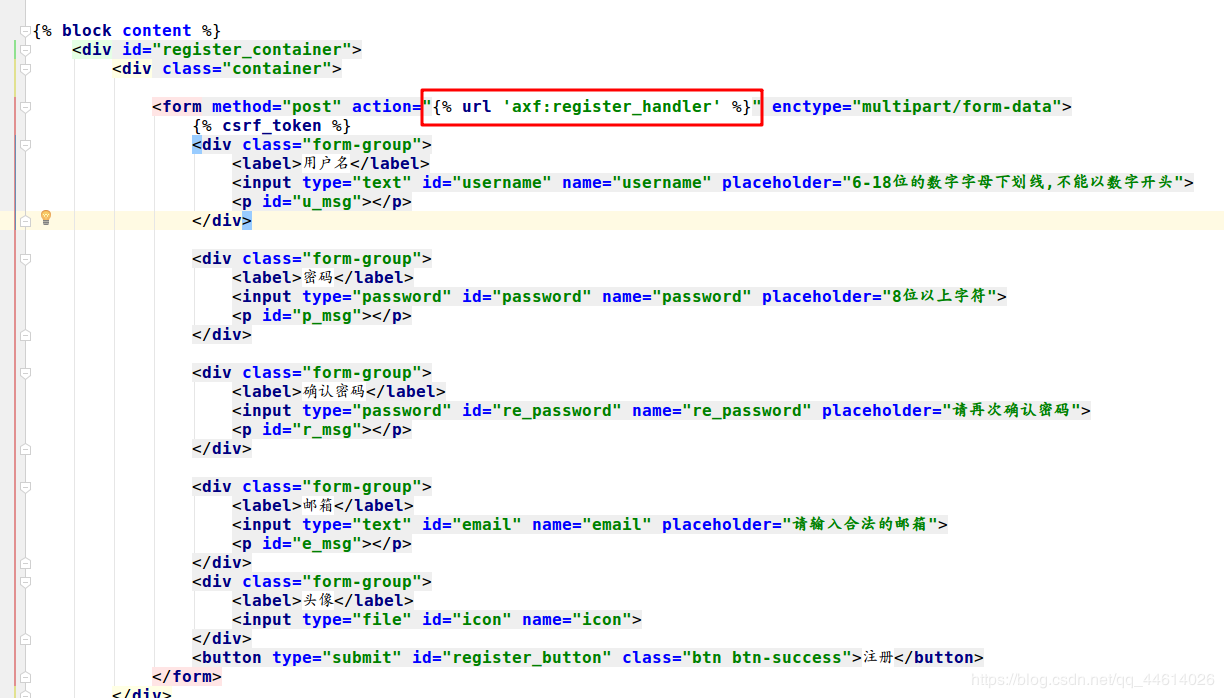 {% block content %}
<div id="register_container">
<div class="container">
<form method="post" action="{% url 'axf:register_handler' %}" enctype="multipart/form-data">
{% csrf_token %}
<div class="form-group">
<label>用户名</label>
<input type="text" id="username" name="username" placeholder="6-18位的数字字母下划线,不能以数字开头">
<p id="u_msg"></p>
</div>
<div class="form-group">
<label>密码</label>
<input type="password" id="password" name="password" placeholder="8位以上字符">
<p id="p_msg"></p>
</div>
<div class="form-group">
<label>确认密码</label>
<input type="password" id="re_password" name="re_password" placeholder="请再次确认密码">
<p id="r_msg"></p>
</div>
<div class="form-group">
<label>邮箱</label>
<input type="text" id="email" name="email" placeholder="请输入合法的邮箱">
<p id="e_msg"></p>
</div>
<div class="form-group">
<label>头像</label>
<input type="file" id="icon" name="icon">
</div>
<button type="submit" id="register_button" class="btn btn-success">注册</button>
</form>
</div>
https://blog.csdn.net/qq_44614026